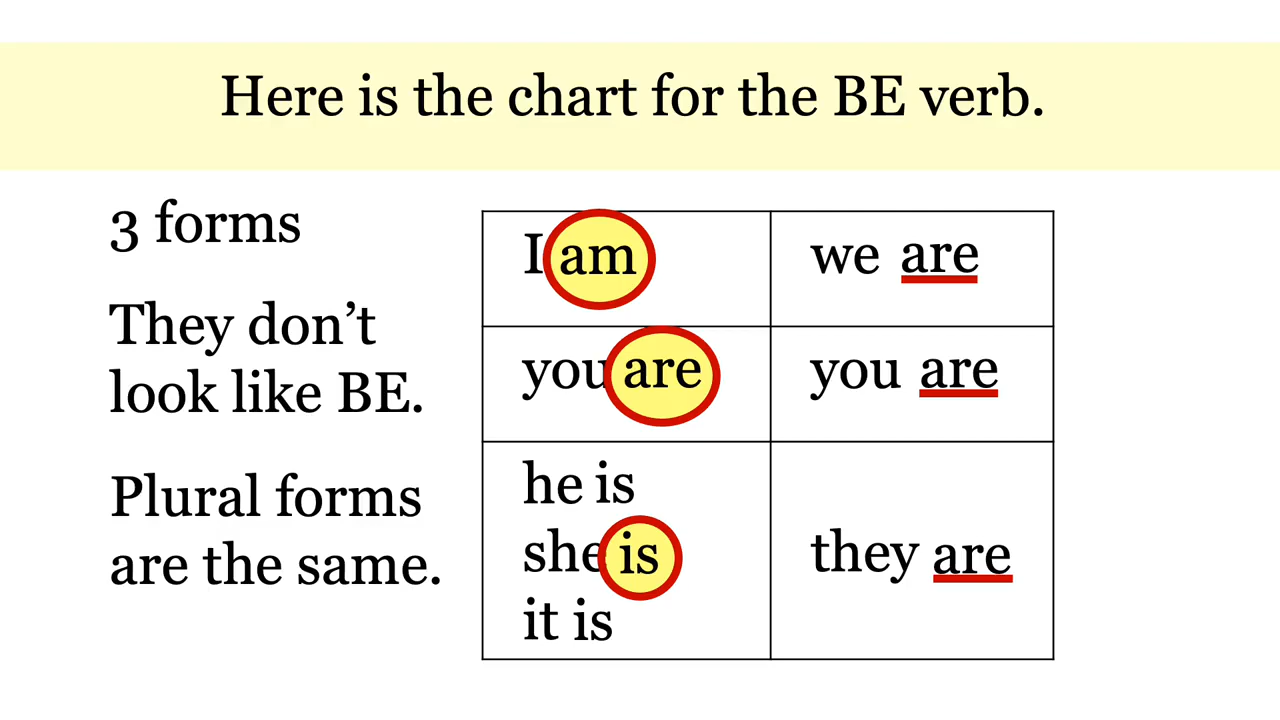 Here is the chart for the BE verb.
3 forms
They don't
look like BE.
Plural forms
are the same.
I am
we are
you are
you are
he is
she is
it is
they are